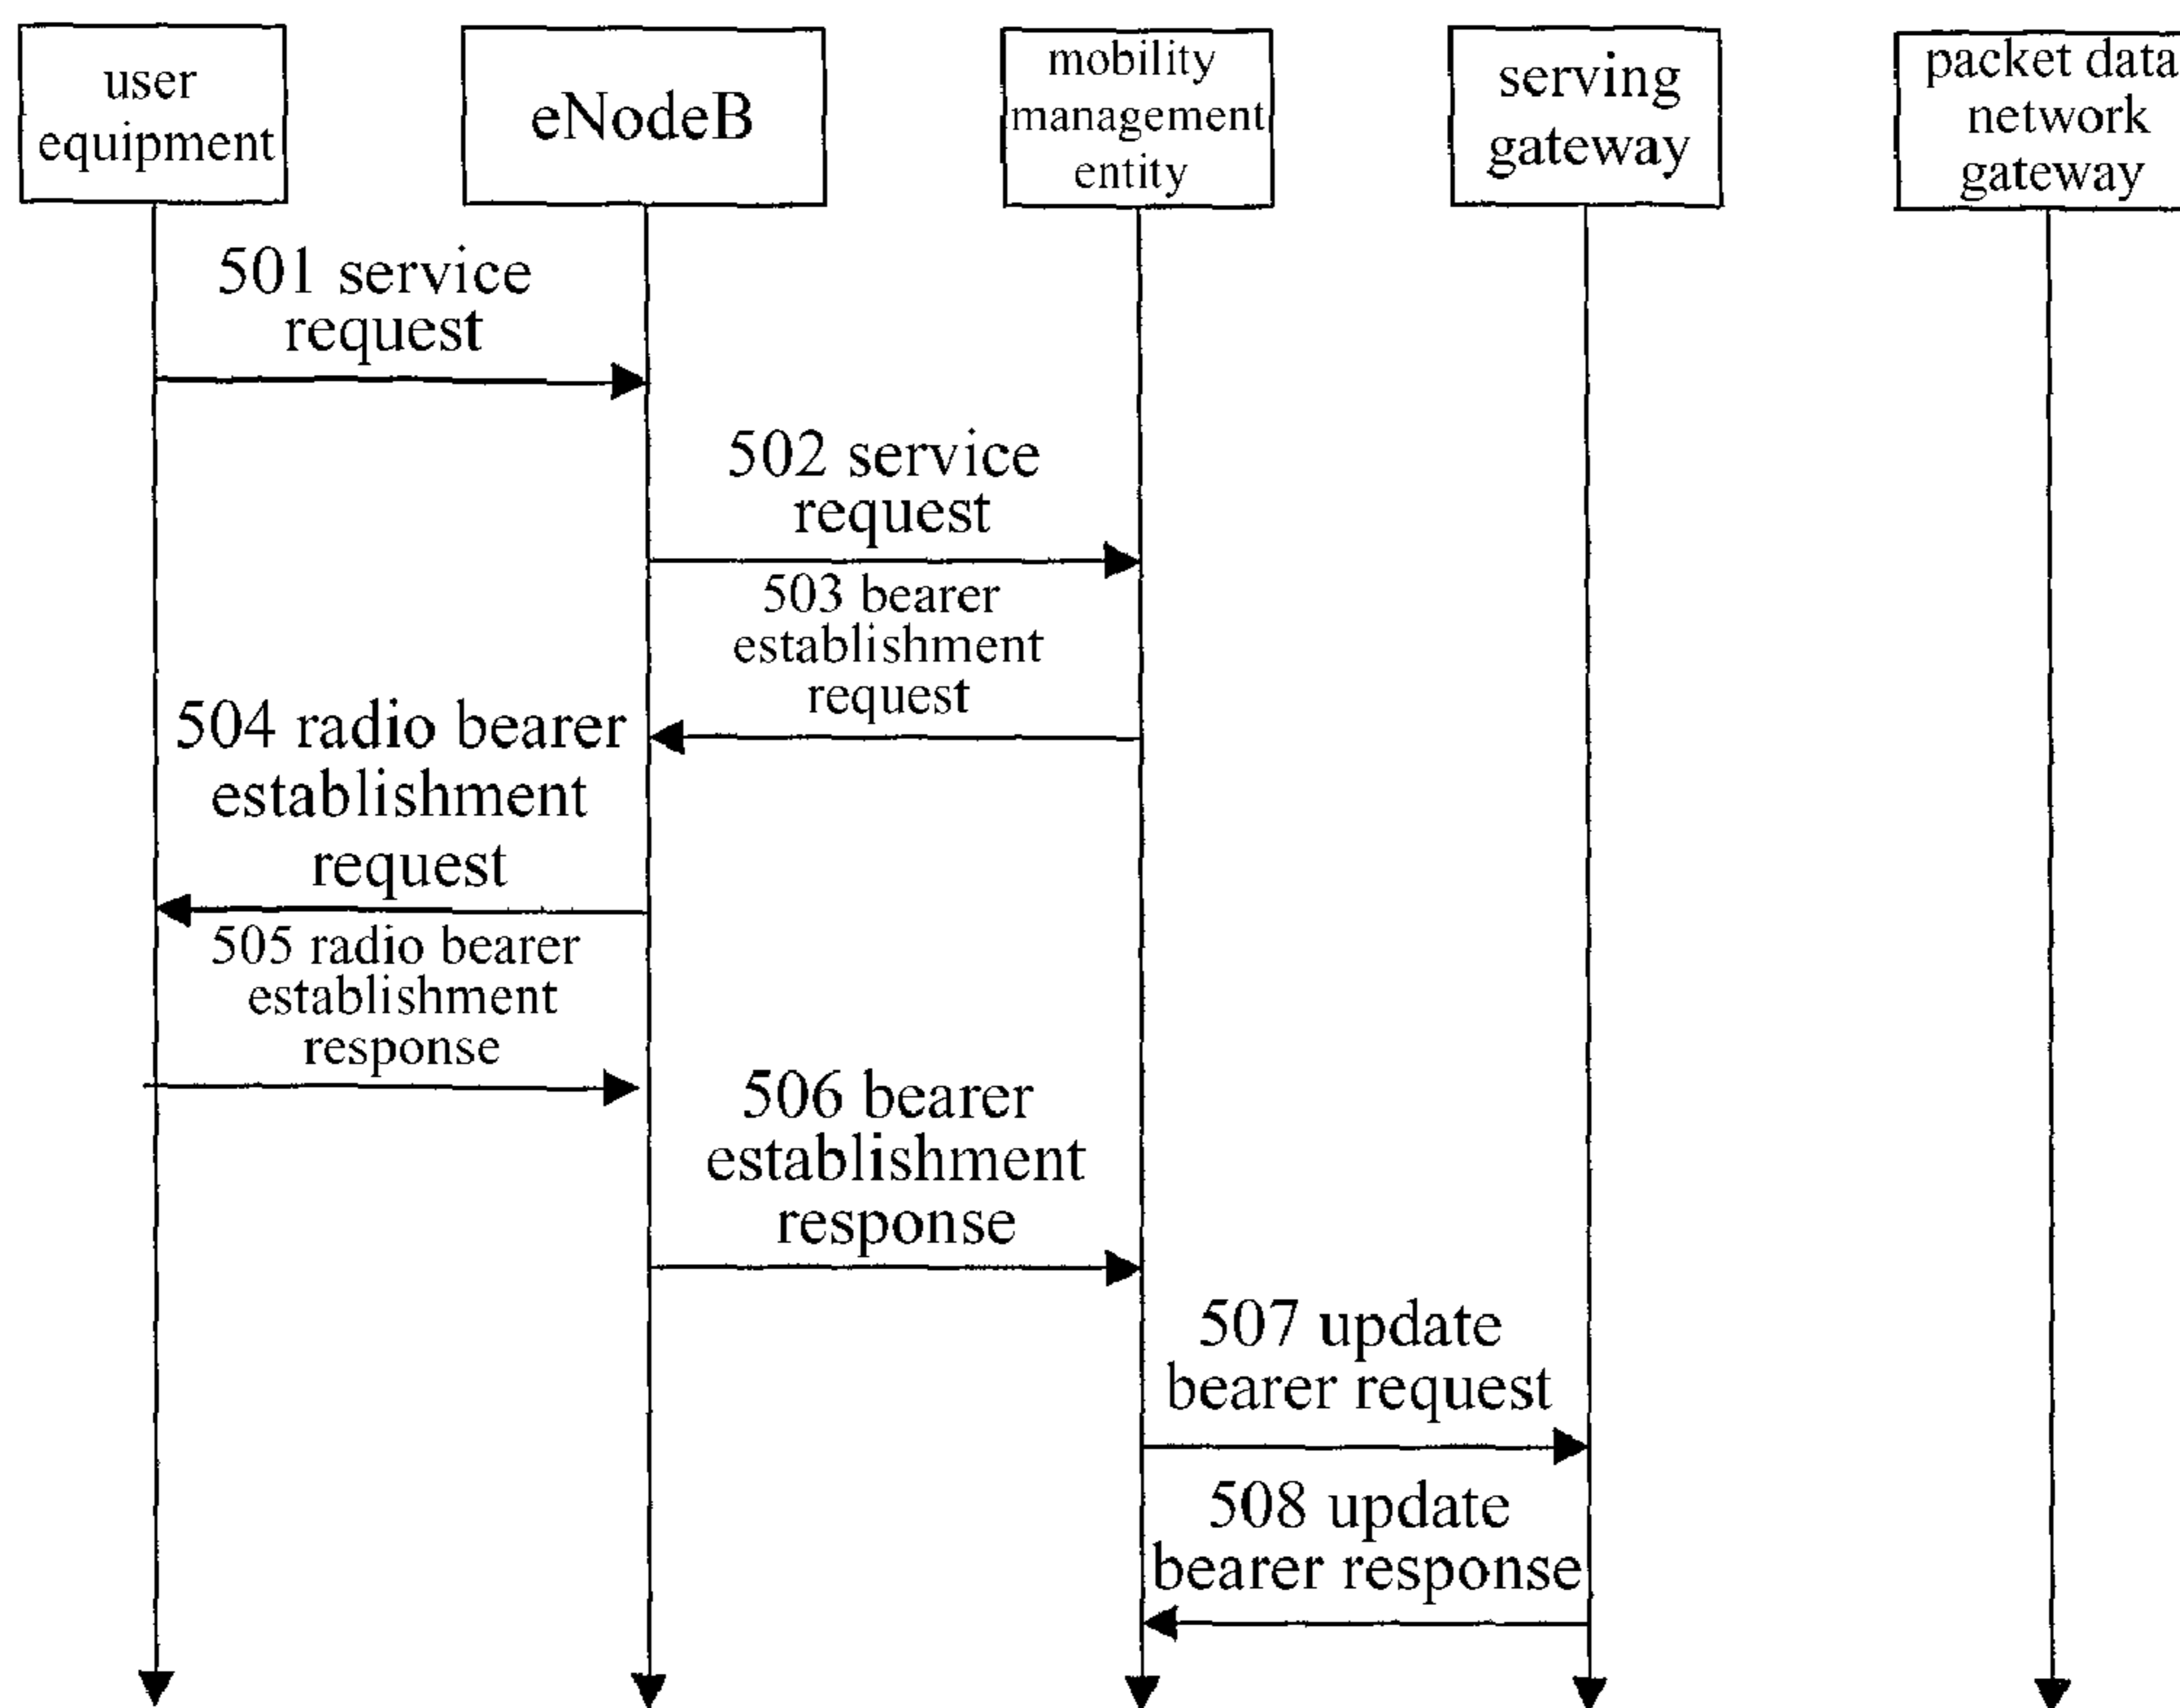 user
equipment
eNodeB
mobility
management
entity
serving
gateway
packet data
network
gateway
501 service
request
502 service
request
503 bearer
establishment
request
504 radio bearer
establishment
request
505 radio bearer
establishment
response
506 bearer
establishment
response
507 update
bearer request
508 update
bearer response